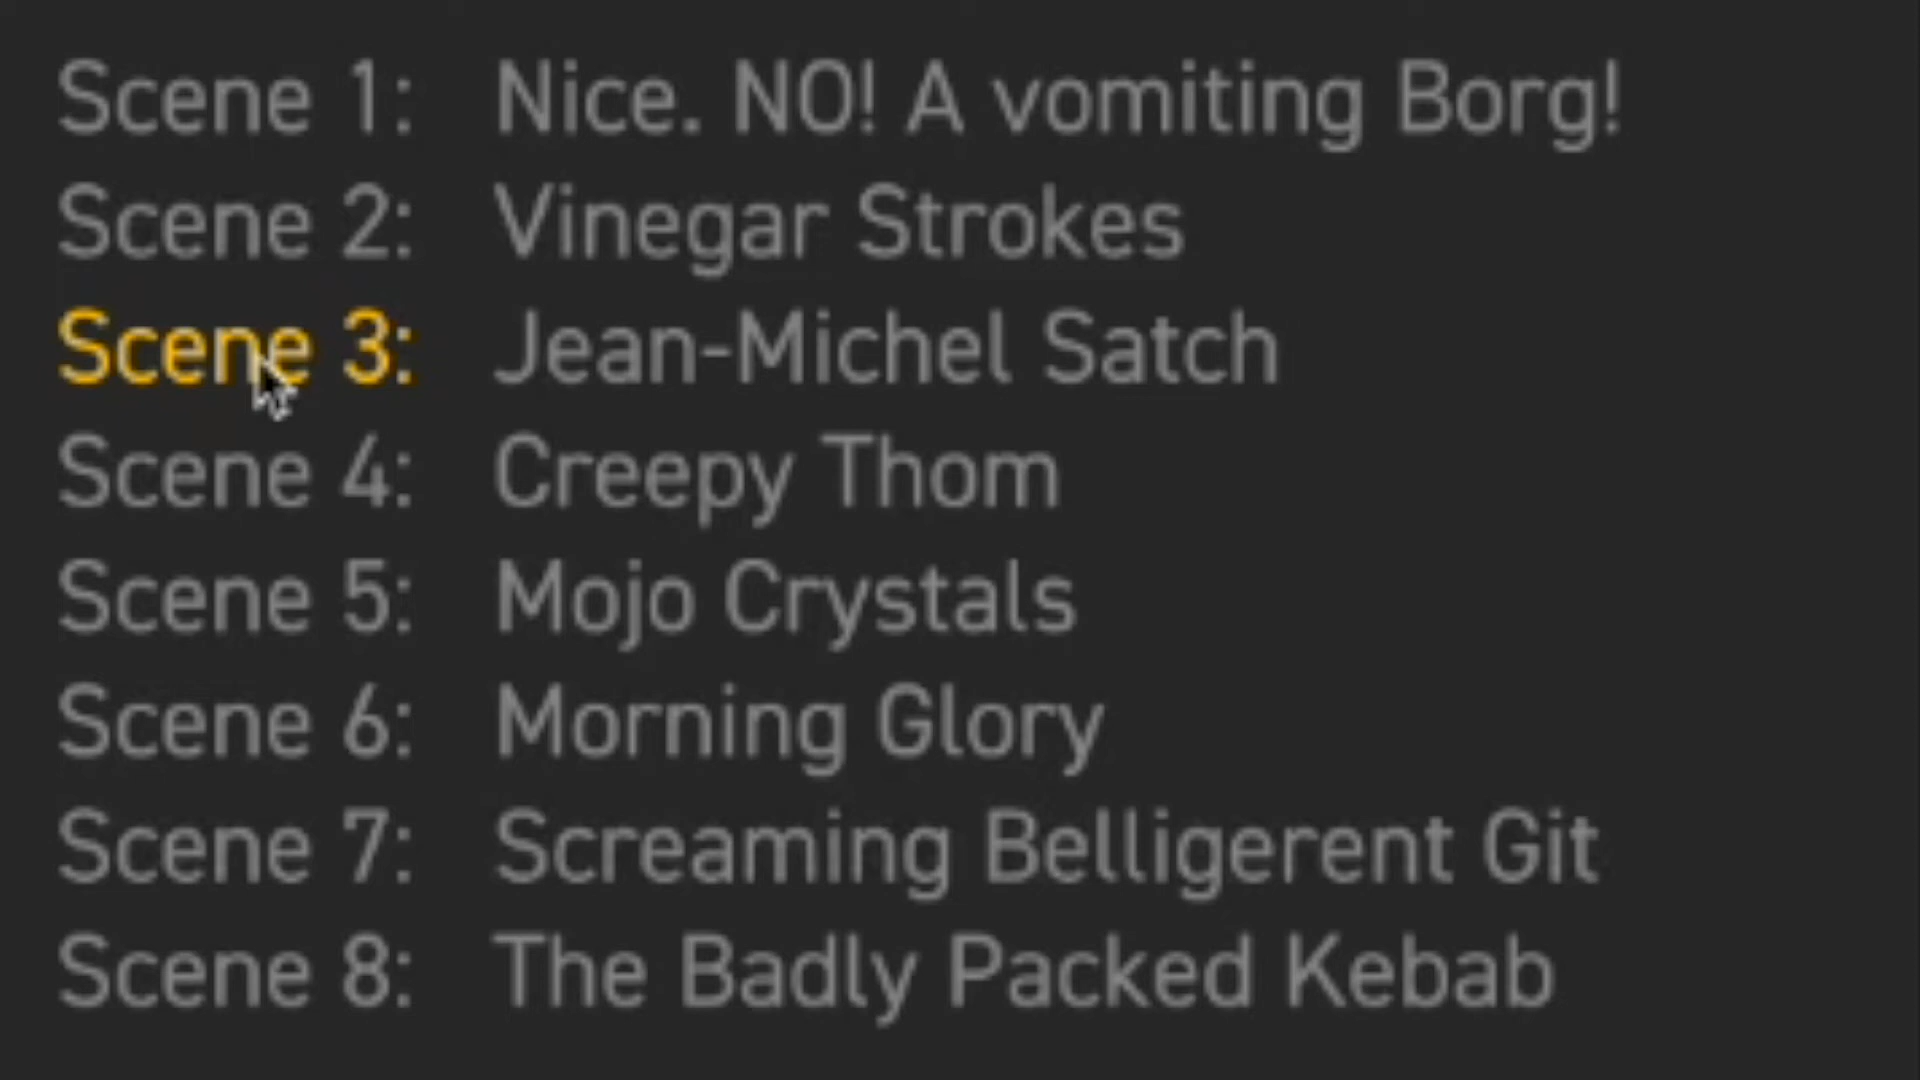 Scene 1: Nice. NO! A vomiting Borg!
Scene 2: Vinegar Strokes
Scene 3: Jean-Michel Satch
Scene 4: Creepy Thom
Scene 5: Mojo Crystals
Scene 6: Morning Glory
Scene 7: Screaming Belligerent Git
Scene 8: The Badly Packed Kebab